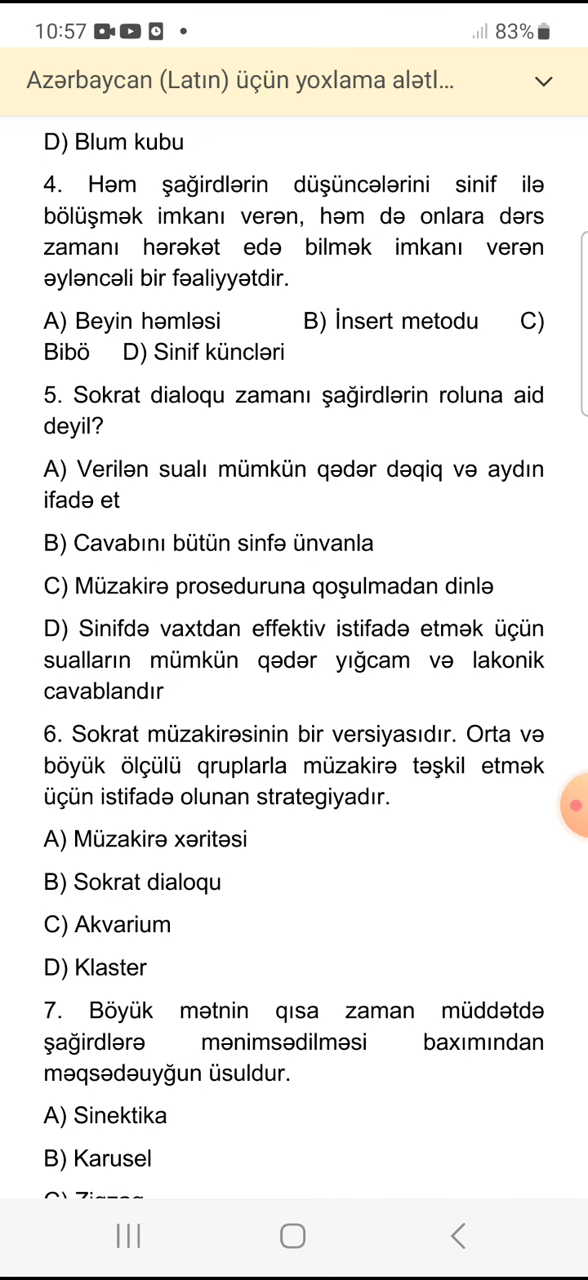 10:57
83%
Azərbaycan (Latın) üçün yoxlama alətl...
D) Blum kubu
4. Həm şagirdlərin düşüncələrini sinif ilə
bölüşmək imkanı verən, həm də onlara dərs
zamanı hərəkət edə bilmək imkanı verən
əyləncəli bir fəaliyyətdir.
A) Beyin həmləsi B) İnsert metodu C)
Bibö D) Sinif küncləri
5. Sokrat dialoqu zamanı şagirdlərin roluna aid
deyil?
A) Verilən sualı mümkün qədər dəqiq və aydın
ifadə et
B) Cavabını bütün sinfə ünvanla
C) Müzakirə proseduruna qoşulmadan dinlə
D) Sinifdə vaxtdan effektiv istifadə etmək üçün
sualların mümkün qədər yığcam və lakonik
cavablandır
6. Sokrat müzakirəsinin bir versiyasıdır. Orta və
böyük ölçülü qruplarla müzakirə təşkil etmək
üçün istifadə olunan strategiyadır.
A) Müzakirə xəritəsi
B) Sokrat dialoqu
C) Akvarium
D) Klaster
7. Böyük mətnin qısa zaman müddətdə
şagirdlərə mənimsədilməsi baxımından
məqsədəuyğun üsuldur.
A) Sinektika
B) Karusel
C) Ziqzaq